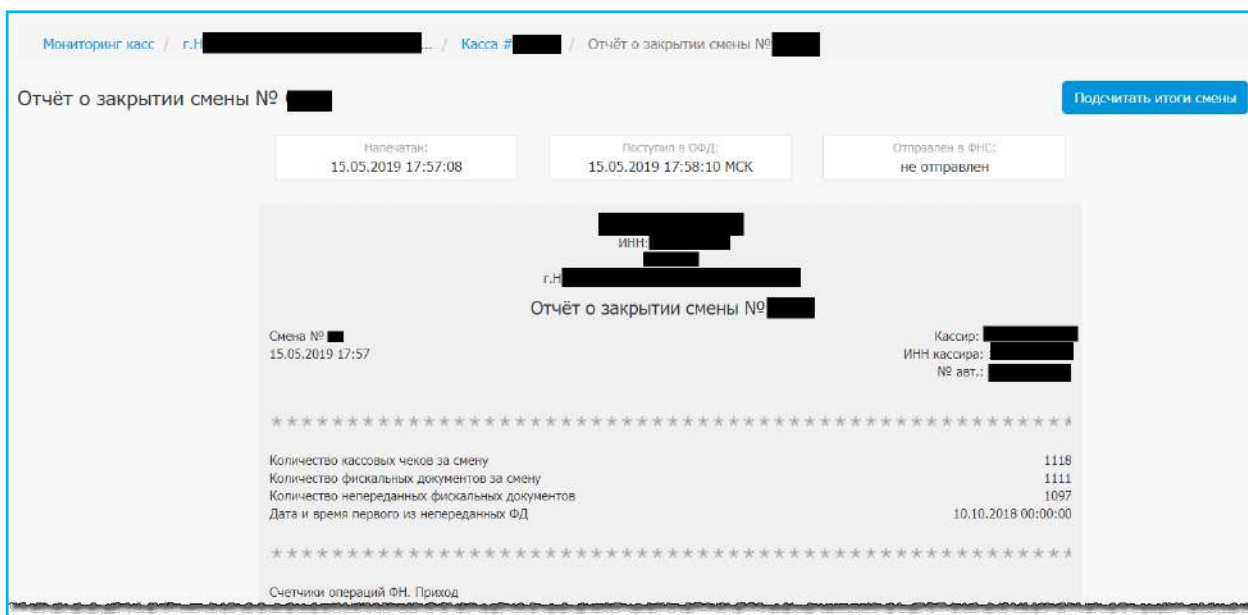 Мониторинг касс / г.Н ... / Касса # / Отчёт о закрытии смены №
Отчёт о закрытии смены №
Подсчитать итоги смены
Напечатан:
15.05.2019 17:57:08
Поступил в ОФД:
15.05.2019 17:58:10 МСК
Отправлен в ФНС:
не отправлен
ИНН:
г.Н
Отчёт о закрытии смены №
Смена №
15.05.2019 17:57
Кассир:
ИНН кассира:
№ авт.:
Количество кассовых чеков за смену 1118
Количество фискальных документов за смену 1111
Количество непереданных фискальных документов 1097
Дата и время первого из непереданных ФД 10.10.2018 00:00:00
Счетчики операций ФН. Приход